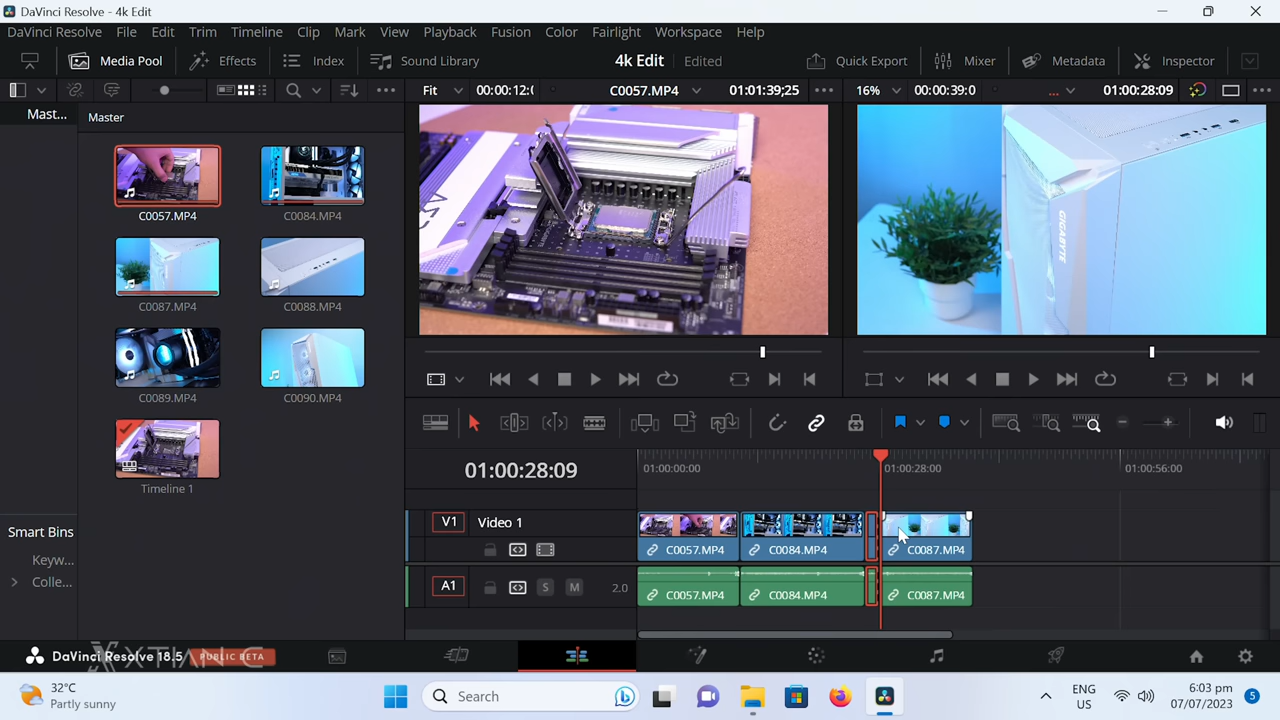 DaVinci Resolve - 4k Edit
DaVinci Resolve File Edit Trim Timeline Clip Mark View Playback Fusion Color Fairlight Workspace Help
Media Pool Effects Index Sound Library 4k Edit Edited Quick Export Mixer Metadata Inspector
Fit 00:00:12:( C0057.MP4 01:01:39;25 16% 00:00:39:0 ... 01:00:28:09
Mast... Master
C0057.MP4 C0084.MP4
C0087.MP4 C0088.MP4
C0089.MP4 C0090.MP4
Timeline 1
GIGABYTE
01:00:28:09 01:00:00:00 01:00:28:00 01:00:56:00
Smart Bins
Keyw...
Colle...
V1 Video 1
C0057.MP4 C0084.MP4 C0087.MP4
A1 S M 2.0
C0057.MP4 C0084.MP4 C0087.MP4
DaVinci Resolve 18.5 PUBLIC BETA
32°C
Partly sunny
Search
ENG
US
6:03 pm
07/07/2023
5